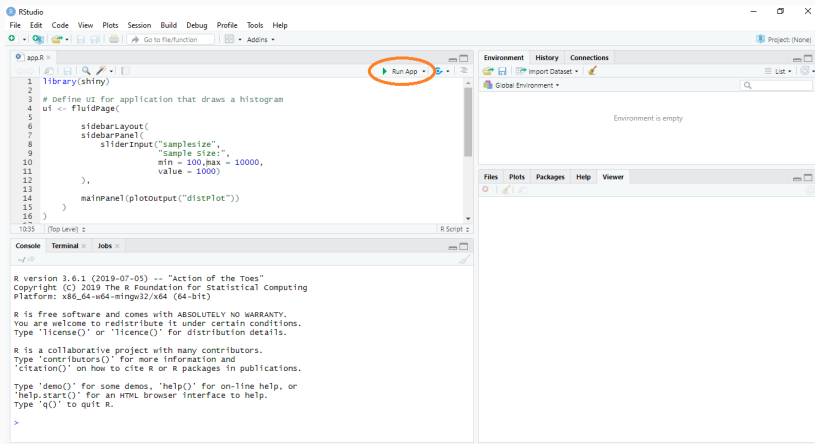 RStudio
File Edit Code View Plots Session Build Debug Profile Tools Help
Go to file/function Addins Project: (None)
app.R
Run App
1 library(shiny)
2
3 # Define UI for application that draws a histogram
4 ui <- fluidPage(
5
6 sidebarLayout(
7 sidebarPanel(
8 sliderInput("samplesize",
9 "Sample Size:",
10 min = 100,max = 10000,
11 value = 1000)
12 ),
13
14 mainPanel(plotOutput("distPlot"))
15 )
16 )
10:35 (Top Level) R Script
Console Terminal Jobs
~/
R version 3.6.1 (2019-07-05) -- "Action of the Toes"
Copyright (C) 2019 The R Foundation for Statistical Computing
Platform: x86_64-w64-mingw32/x64 (64-bit)
R is free software and comes with ABSOLUTELY NO WARRANTY.
You are welcome to redistribute it under certain conditions.
Type 'license()' or 'licence()' for distribution details.
R is a collaborative project with many contributors.
Type 'contributors()' for more information and
'citation()' on how to cite R or R packages in publications.
Type 'demo()' for some demos, 'help()' for on-line help, or
'help.start()' for an HTML browser interface to help.
Type 'q()' to quit R.
>
Environment History Connections
Import Dataset List
Global Environment
Environment is empty
Files Plots Packages Help Viewer